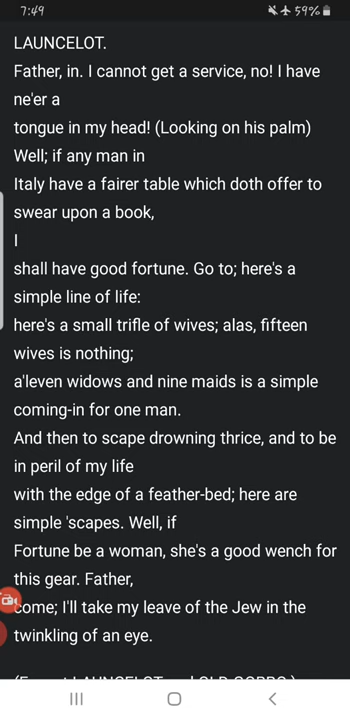 7:49 59%
LAUNCELOT.
Father, in. I cannot get a service, no! I have
ne'er a
tongue in my head! (Looking on his palm)
Well; if any man in
Italy have a fairer table which doth offer to
swear upon a book,
I
shall have good fortune. Go to; here's a
simple line of life:
here's a small trifle of wives; alas, fifteen
wives is nothing;
a'leven widows and nine maids is a simple
coming-in for one man.
And then to scape drowning thrice, and to be
in peril of my life
with the edge of a feather-bed; here are
simple 'scapes. Well, if
Fortune be a woman, she's a good wench for
this gear. Father,
come; I'll take my leave of the Jew in the
twinkling of an eye.